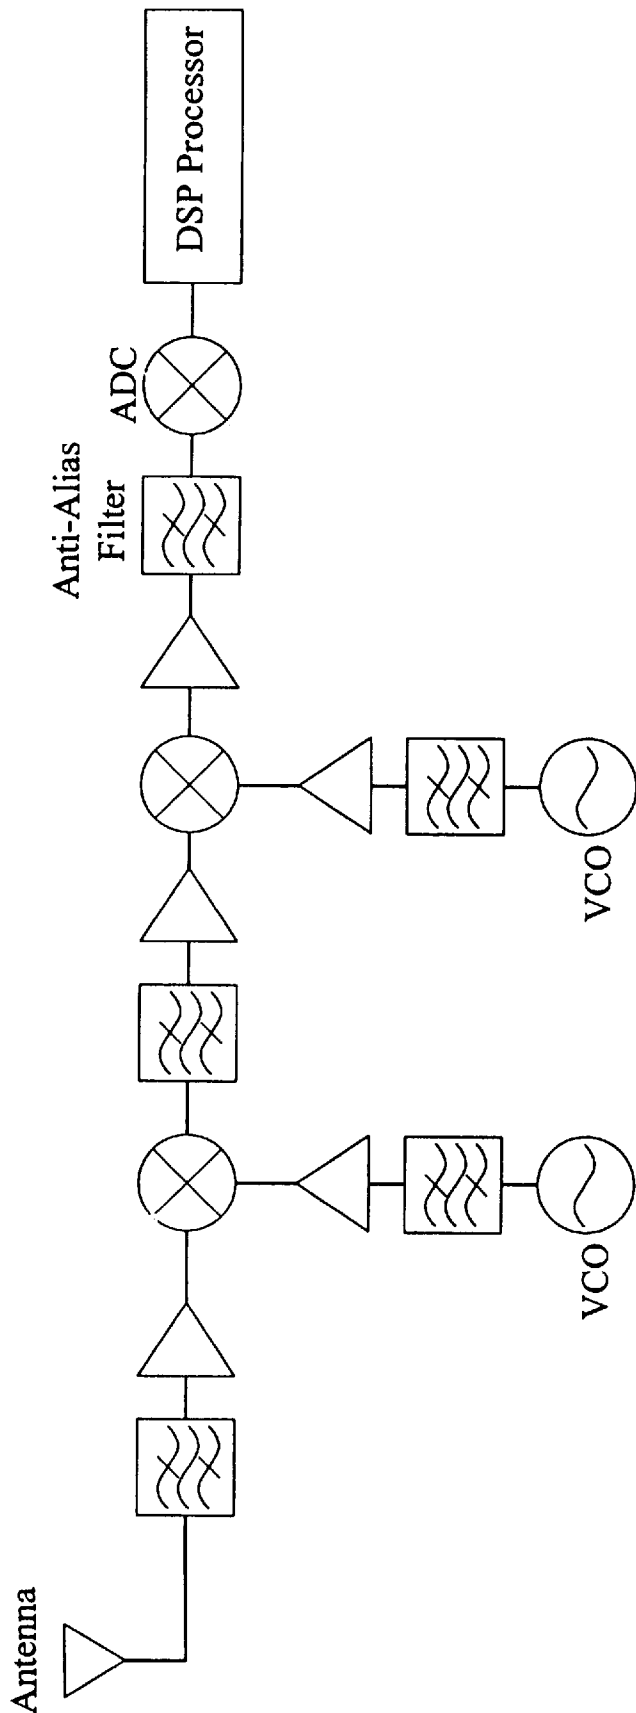 Antenna
VCO
VCO
Anti-Alias
Filter
ADC
DSP Processor